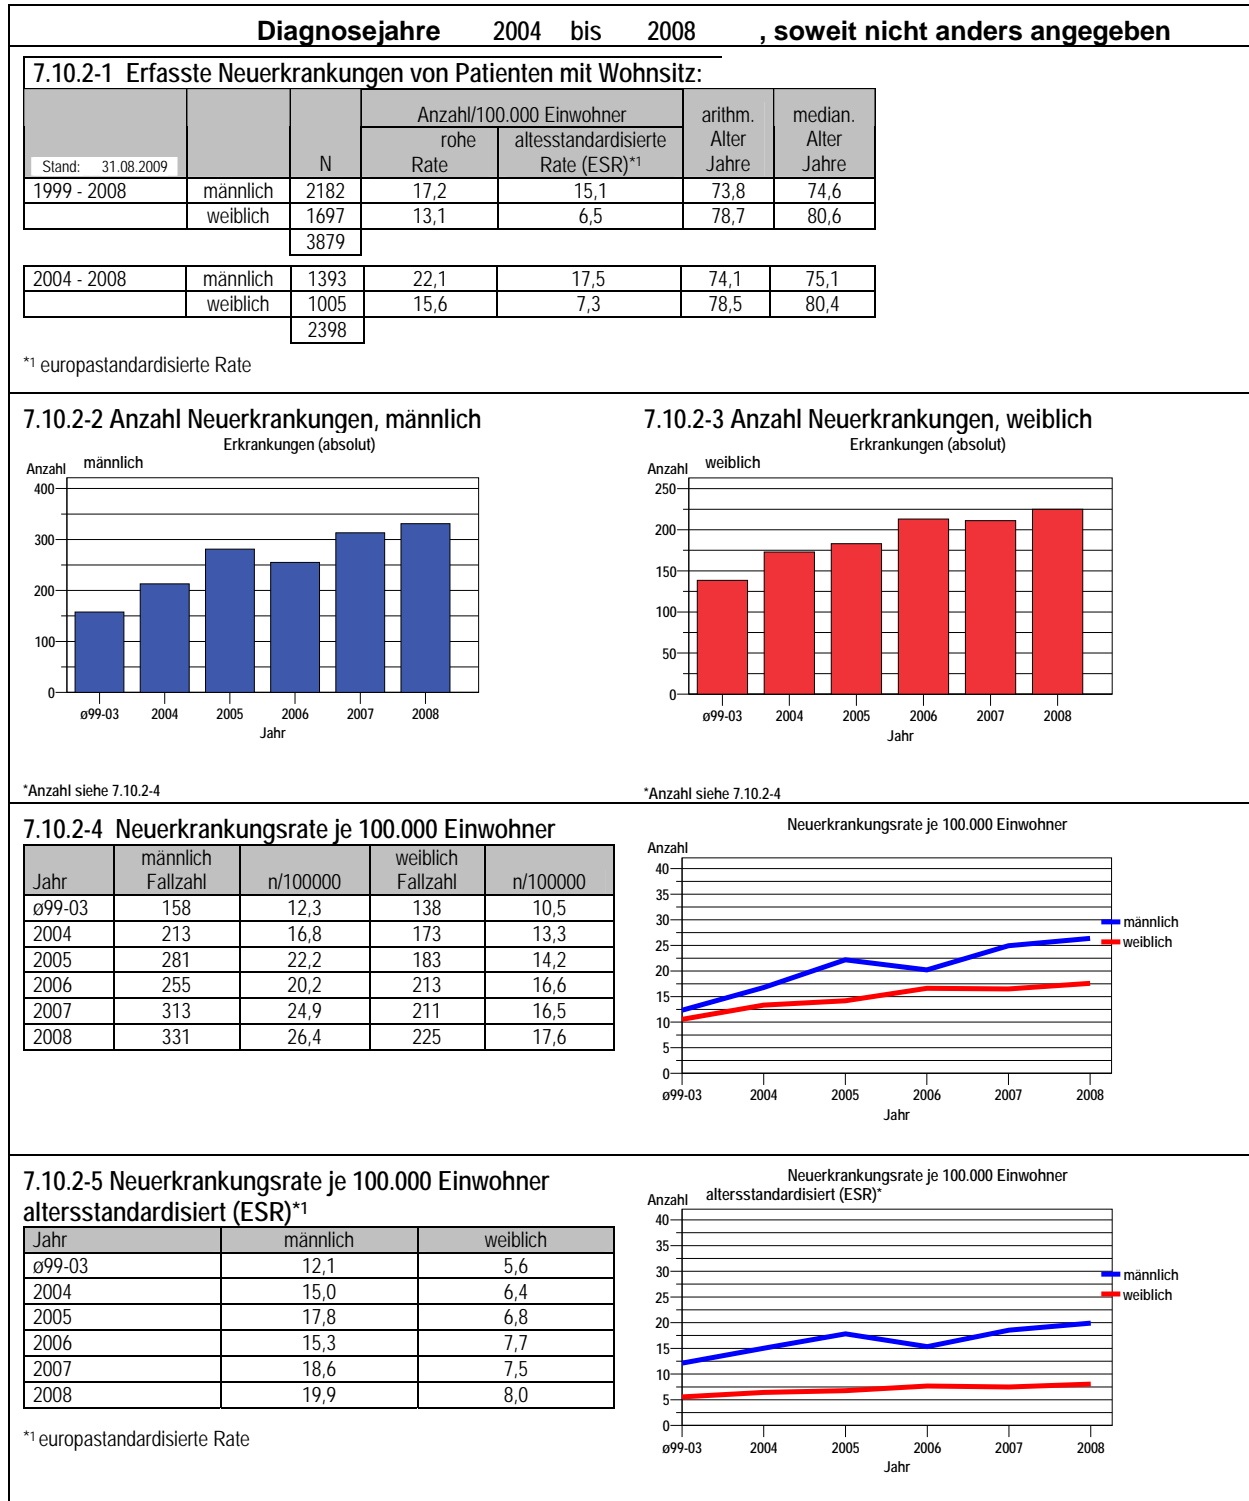 Diagnosejahre 2004 bis 2008 , soweit nicht anders angegeben
7.10.2-1 Erfasste Neuerkrankungen von Patienten mit Wohnsitz:
Anzahl/100.000 Einwohner arithm. median.
rohe altesstandardisierte Alter Alter
Stand: 31.08.2009 N Rate Rate (ESR)*1 Jahre Jahre
1999 - 2008 männlich 2182 17,2 15,1 73,8 74,6
weiblich 1697 13,1 6,5 78,7 80,6
3879
2004 - 2008 männlich 1393 22,1 17,5 74,1 75,1
weiblich 1005 15,6 7,3 78,5 80,4
2398
*1 europastandardisierte Rate
7.10.2-2 Anzahl Neuerkrankungen, männlich
Erkrankungen (absolut)
Anzahl männlich
400
300
200
100
0
ø99-03 2004 2005 2006 2007 2008
Jahr
*Anzahl siehe 7.10.2-4
7.10.2-3 Anzahl Neuerkrankungen, weiblich
Erkrankungen (absolut)
Anzahl weiblich
250
200
150
100
50
0
ø99-03 2004 2005 2006 2007 2008
Jahr
*Anzahl siehe 7.10.2-4
7.10.2-4 Neuerkrankungsrate je 100.000 Einwohner
männlich weiblich
Jahr Fallzahl n/100000 Fallzahl n/100000
ø99-03 158 12,3 138 10,5
2004 213 16,8 173 13,3
2005 281 22,2 183 14,2
2006 255 20,2 213 16,6
2007 313 24,9 211 16,5
2008 331 26,4 225 17,6
Neuerkrankungsrate je 100.000 Einwohner
Anzahl
40
35
30
25
20
15
10
5
0
männlich
weiblich
ø99-03 2004 2005 2006 2007 2008
Jahr
7.10.2-5 Neuerkrankungsrate je 100.000 Einwohner
altersstandardisiert (ESR)*1
Jahr männlich weiblich
ø99-03 12,1 5,6
2004 15,0 6,4
2005 17,8 6,8
2006 15,3 7,7
2007 18,6 7,5
2008 19,9 8,0
*1 europastandardisierte Rate
Neuerkrankungsrate je 100.000 Einwohner
Anzahl altersstandardisiert (ESR)*
40
35
30
25
20
15
10
5
0
männlich
weiblich
ø99-03 2004 2005 2006 2007 2008
Jahr